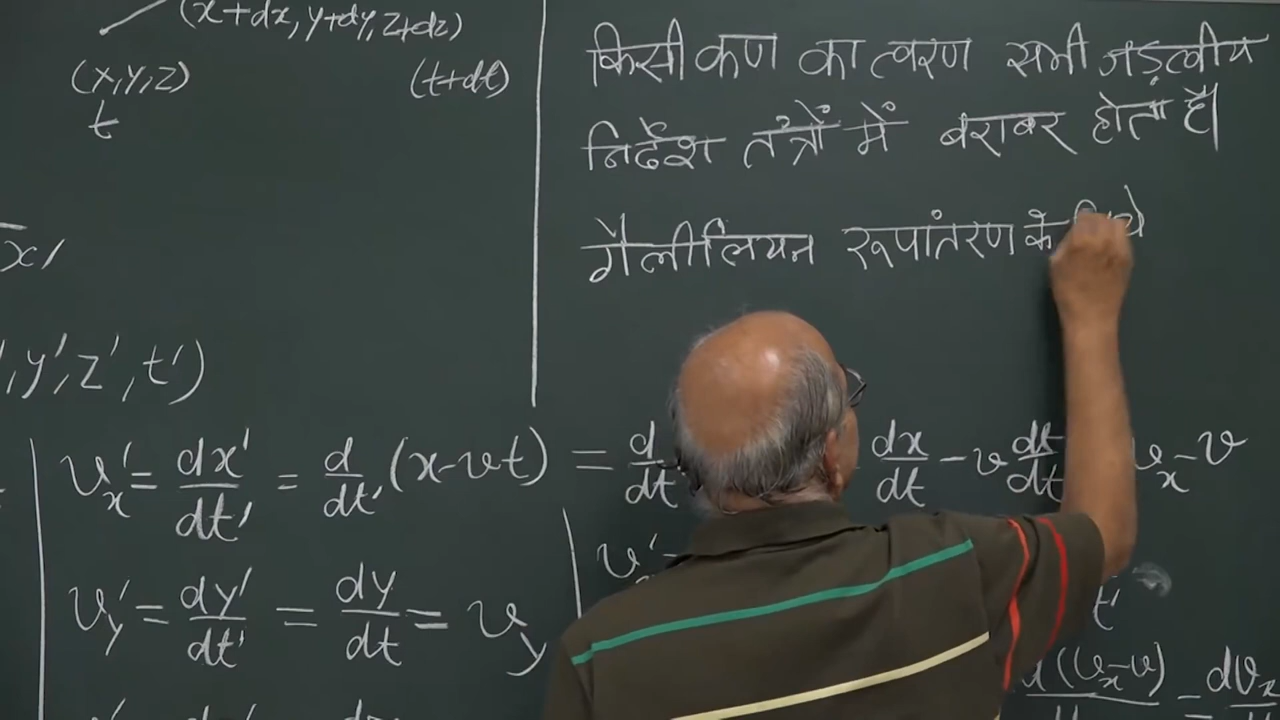 (x+dx, y+dy, z+dz)
(x,y,z) (t+dt)
t
x'
', y', z', t')
किसी कण का त्वरण सभी जड़त्वीय
निर्देश तंत्रों में बराबर होता है।
गैलीलियन रूपांतरण के
v'x = dx'/dt' = d/dt' (x-vt) = d/dt dx/dt - v dt/dt vx - v
v'y = dy'/dt' = dy/dt = vy
t'
(vx-v) = dvx